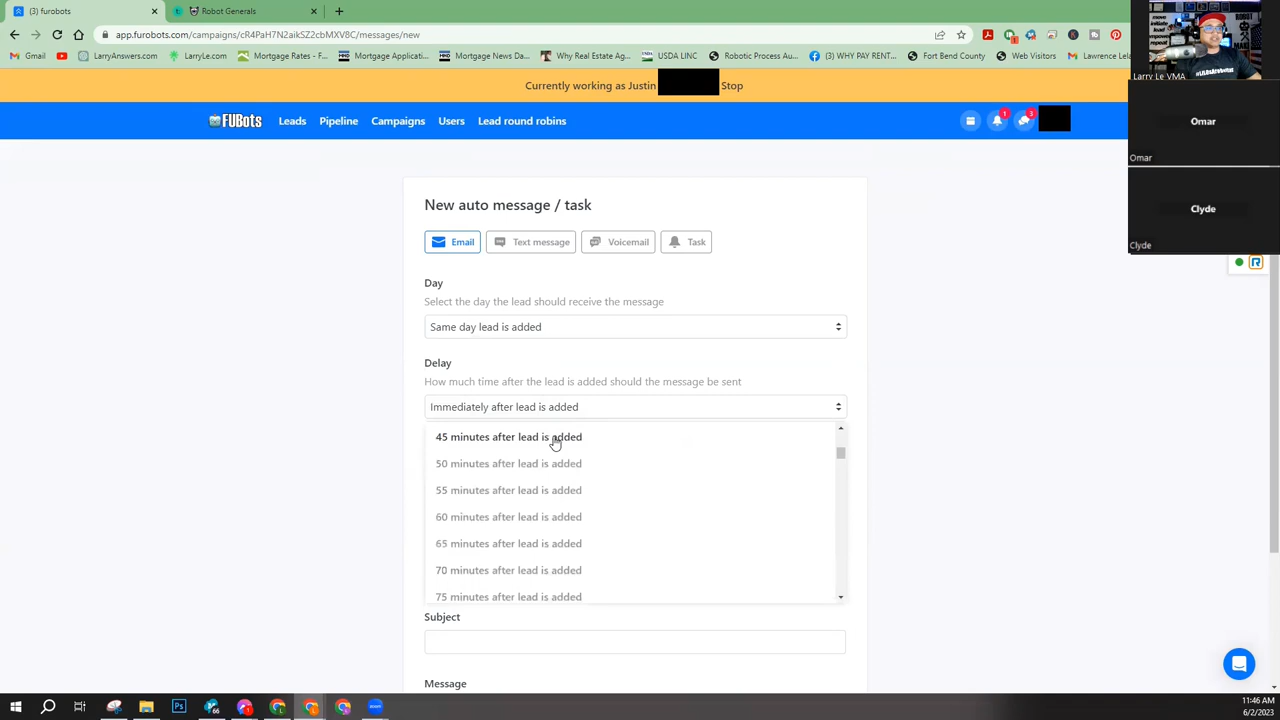 (3) furobots
Robot Generals
app.furobots.com/campaigns/cR4PaH7N2aikSZ2cbMXV8C/messages/new
Gmail
LarryAnswers.com
LarryLe.com
Mortgage Rates - F...
Mortgage Applicati...
Mortgage News Da...
Why Real Estate Ag...
USDA LINC
Robotic Process Au...
(3) WHY PAY RENT...
Fort Bend County
Web Visitors
Lawrence Le
Currently working as Justin
Stop
FUBots
Leads
Pipeline
Campaigns
Users
Lead round robins
1
3
Larry Le VMA
Omar
Omar
Clyde
Clyde
New auto message / task
Email
Text message
Voicemail
Task
Day
Select the day the lead should receive the message
Same day lead is added
Delay
How much time after the lead is added should the message be sent
Immediately after lead is added
45 minutes after lead is added
50 minutes after lead is added
55 minutes after lead is added
60 minutes after lead is added
65 minutes after lead is added
70 minutes after lead is added
75 minutes after lead is added
Subject
Message
11:46 AM
6/2/2023